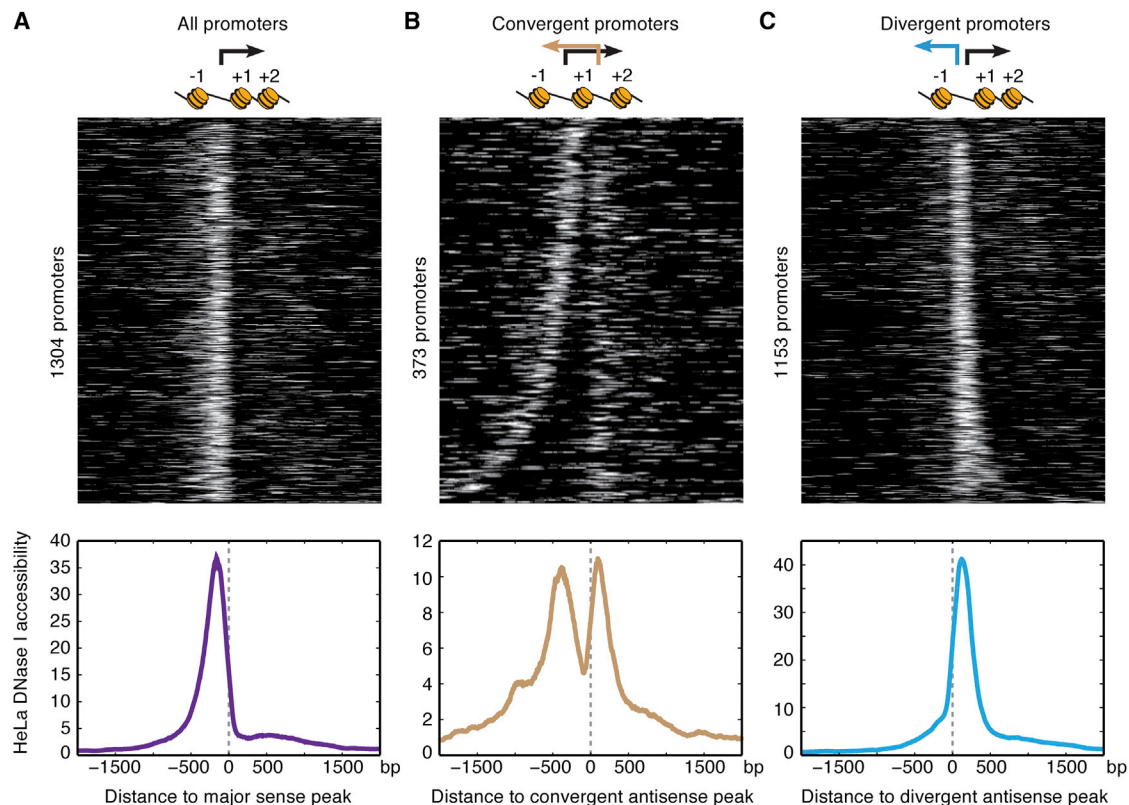 A
All promoters
-1
+1
+2
1304 promoters
HeLa DNase I accessibility
40
35
30
25
20
15
10
5
0
−1500
−500
0
500
1500
bp
Distance to major sense peak
B
Convergent promoters
-1
+1
+2
373 promoters
12
10
8
6
4
2
0
−1500
−500
0
500
1500
bp
Distance to convergent antisense peak
C
Divergent promoters
-1
+1
+2
1153 promoters
40
30
20
10
0
−1500
−500
0
500
1500
bp
Distance to divergent antisense peak